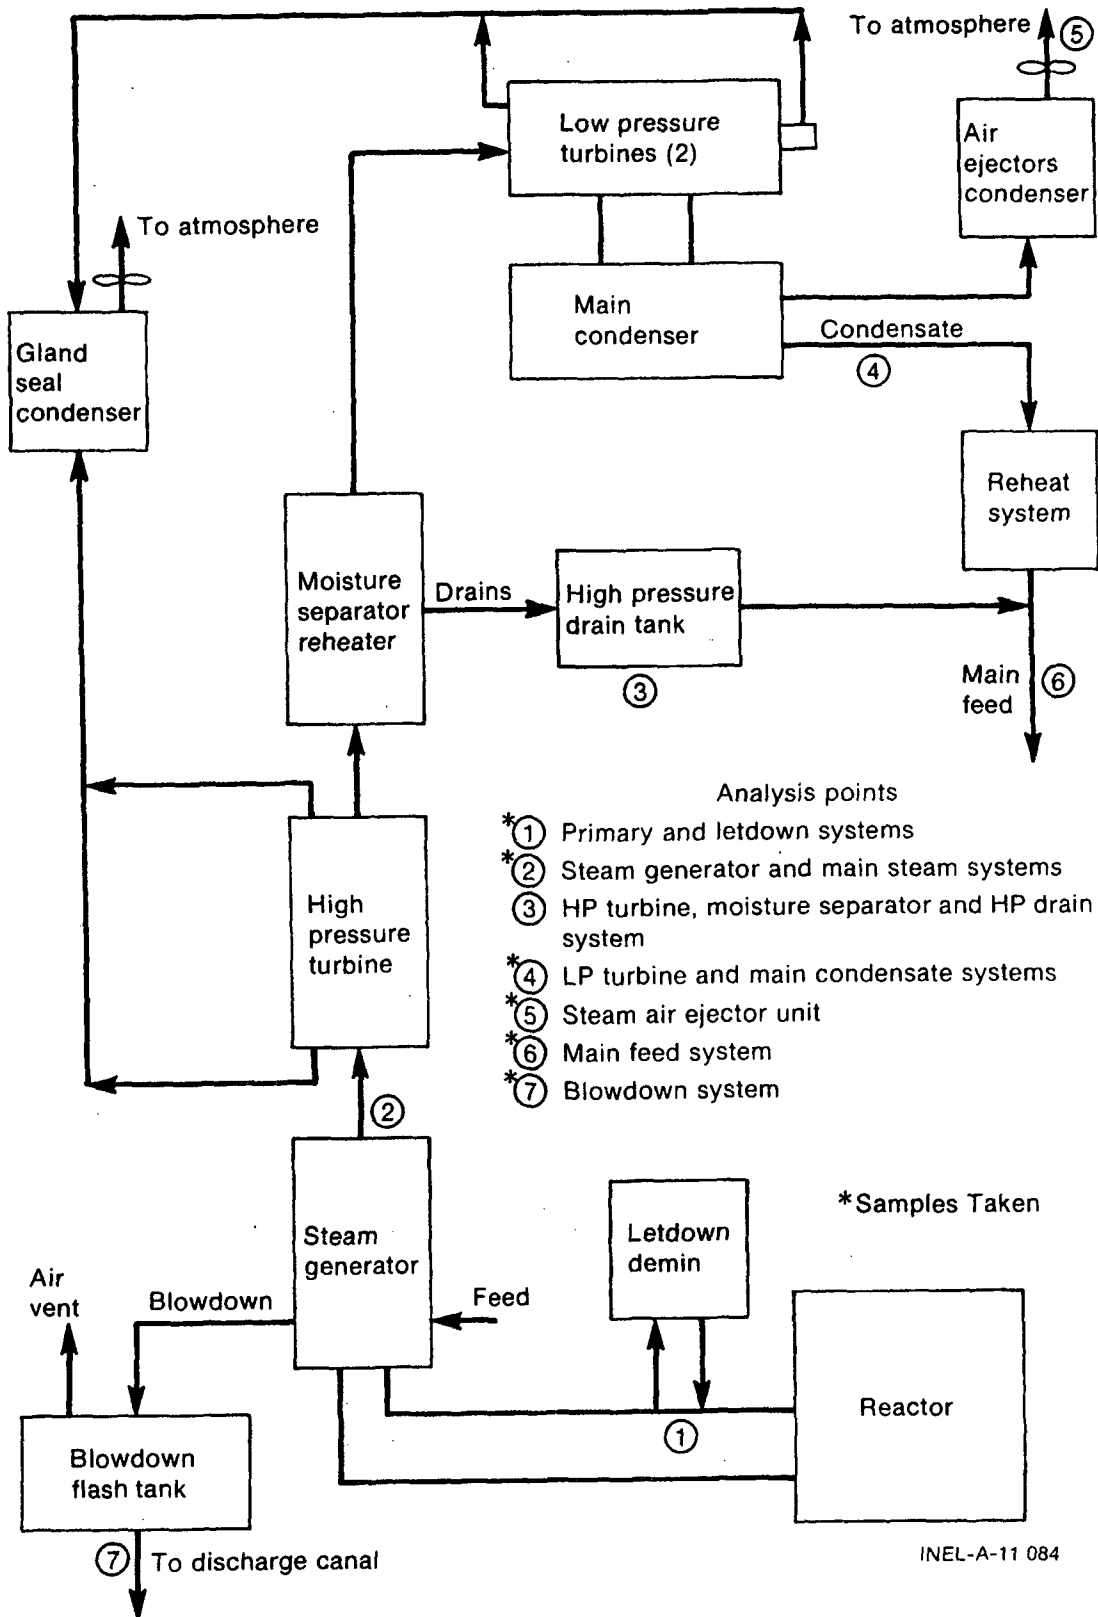 To atmosphere
⑤
Low pressure
turbines (2)
Air
ejectors
condenser
To atmosphere
Main
condenser
Condensate
④
Gland
seal
condenser
Reheat
system
Moisture
separator
reheater
Drains
High pressure
drain tank
③
Main
feed
⑥
High
pressure
turbine
Analysis points
*① Primary and letdown systems
*② Steam generator and main steam systems
③ HP turbine, moisture separator and HP drain
system
*④ LP turbine and main condensate systems
*⑤ Steam air ejector unit
*⑥ Main feed system
*⑦ Blowdown system
②
Steam
generator
Letdown
demin
*Samples Taken
Air
vent
Blowdown
Feed
Reactor
①
Blowdown
flash tank
⑦ To discharge canal
INEL-A-11 084